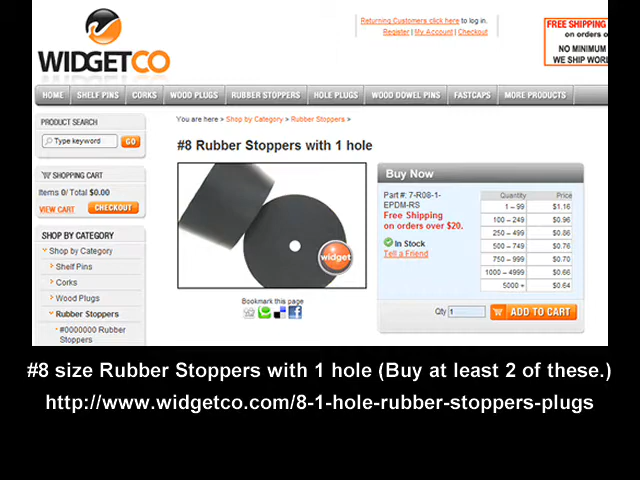 Returning Customers click here to log in.
Register | My Account | Checkout
FREE SHIPPING
on orders o
NO MINIMUM
WE SHIP WORL
WIDGETCO
HOME SHELF PINS CORKS WOOD PLUGS RUBBER STOPPERS HOLE PLUGS WOOD DOWEL PINS FASTCAPS MORE PRODUCTS
PRODUCT SEARCH
Type keyword GO
SHOPPING CART
Items 0/ Total $0.00
VIEW CART CHECKOUT
SHOP BY CATEGORY
Shop by Category
Shelf Pins
Corks
Wood Plugs
Rubber Stoppers
#0000000 Rubber
Stoppers
You are here > Shop by Category > Rubber Stoppers >
#8 Rubber Stoppers with 1 hole
widget
Bookmark this page
Buy Now
Part #: 7-R08-1-
EPDM-RS
Free Shipping
on orders over $20.
In Stock
Tell a Friend
Quantity Price
1 – 99 $1.16
100 – 249 $0.96
250 – 499 $0.86
500 – 749 $0.76
750 – 999 $0.70
1000 – 4999 $0.66
5000 + $0.64
Qty 1 ADD TO CART
#8 size Rubber Stoppers with 1 hole (Buy at least 2 of these.)
http://www.widgetco.com/8-1-hole-rubber-stoppers-plugs